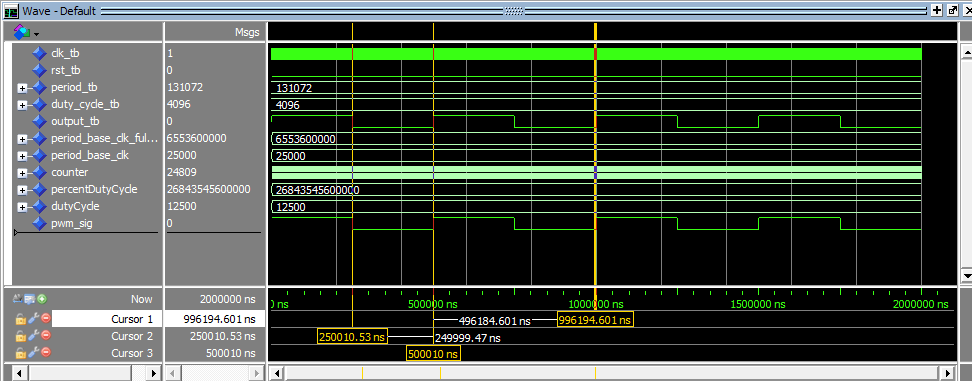 Wave - Default
Msgs
clk_tb 1
rst_tb 0
period_tb 131072 131072
duty_cycle_tb 4096 4096
output_tb 0
period_base_clk_ful... 6553600000 6553600000
period_base_clk 25000 25000
counter 24809
percentDutyCycle 26843545600000 26843545600000
dutyCycle 12500 12500
pwm_sig 0
Now 2000000 ns 0 ns 500000 ns 1000000 ns 1500000 ns 2000000 ns
Cursor 1 996194.601 ns 496184.601 ns 996194.601 ns
Cursor 2 250010.53 ns 250010.53 ns 249999.47 ns
Cursor 3 500010 ns 500010 ns